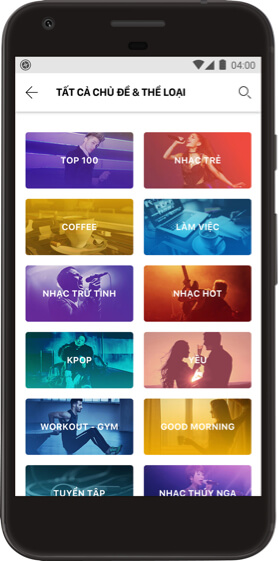 04:00
TẤT CẢ CHỦ ĐỀ & THỂ LOẠI
TOP 100
NHẠC TRẺ
COFFEE
LÀM VIỆC
NHẠC TRỮ TÌNH
NHẠC HOT
KPOP
YÊU
WORKOUT - GYM
GOOD MORNING
TUYỂN TẬP
NHẠC THÚY NGA